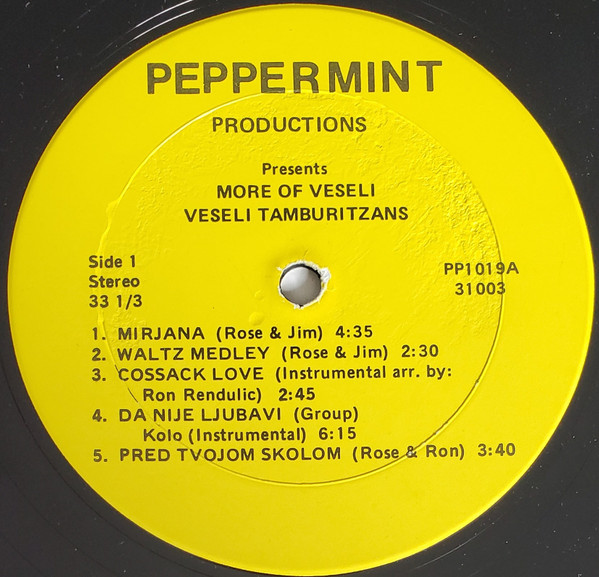 PEPPERMINT
PRODUCTIONS
Presents
MORE OF VESELI
VESELI TAMBURITZANS
Side 1
Stereo
33 1/3
PP1019A
31003
1. MIRJANA (Rose & Jim) 4:35
2. WALTZ MEDLEY (Rose & Jim) 2:30
3. COSSACK LOVE (Instrumental arr. by:
Ron Rendulic) 2:45
4. DA NIJE LJUBAVI (Group)
Kolo (Instrumental) 6:15
5. PRED TVOJOM SKOLOM (Rose & Ron) 3:40